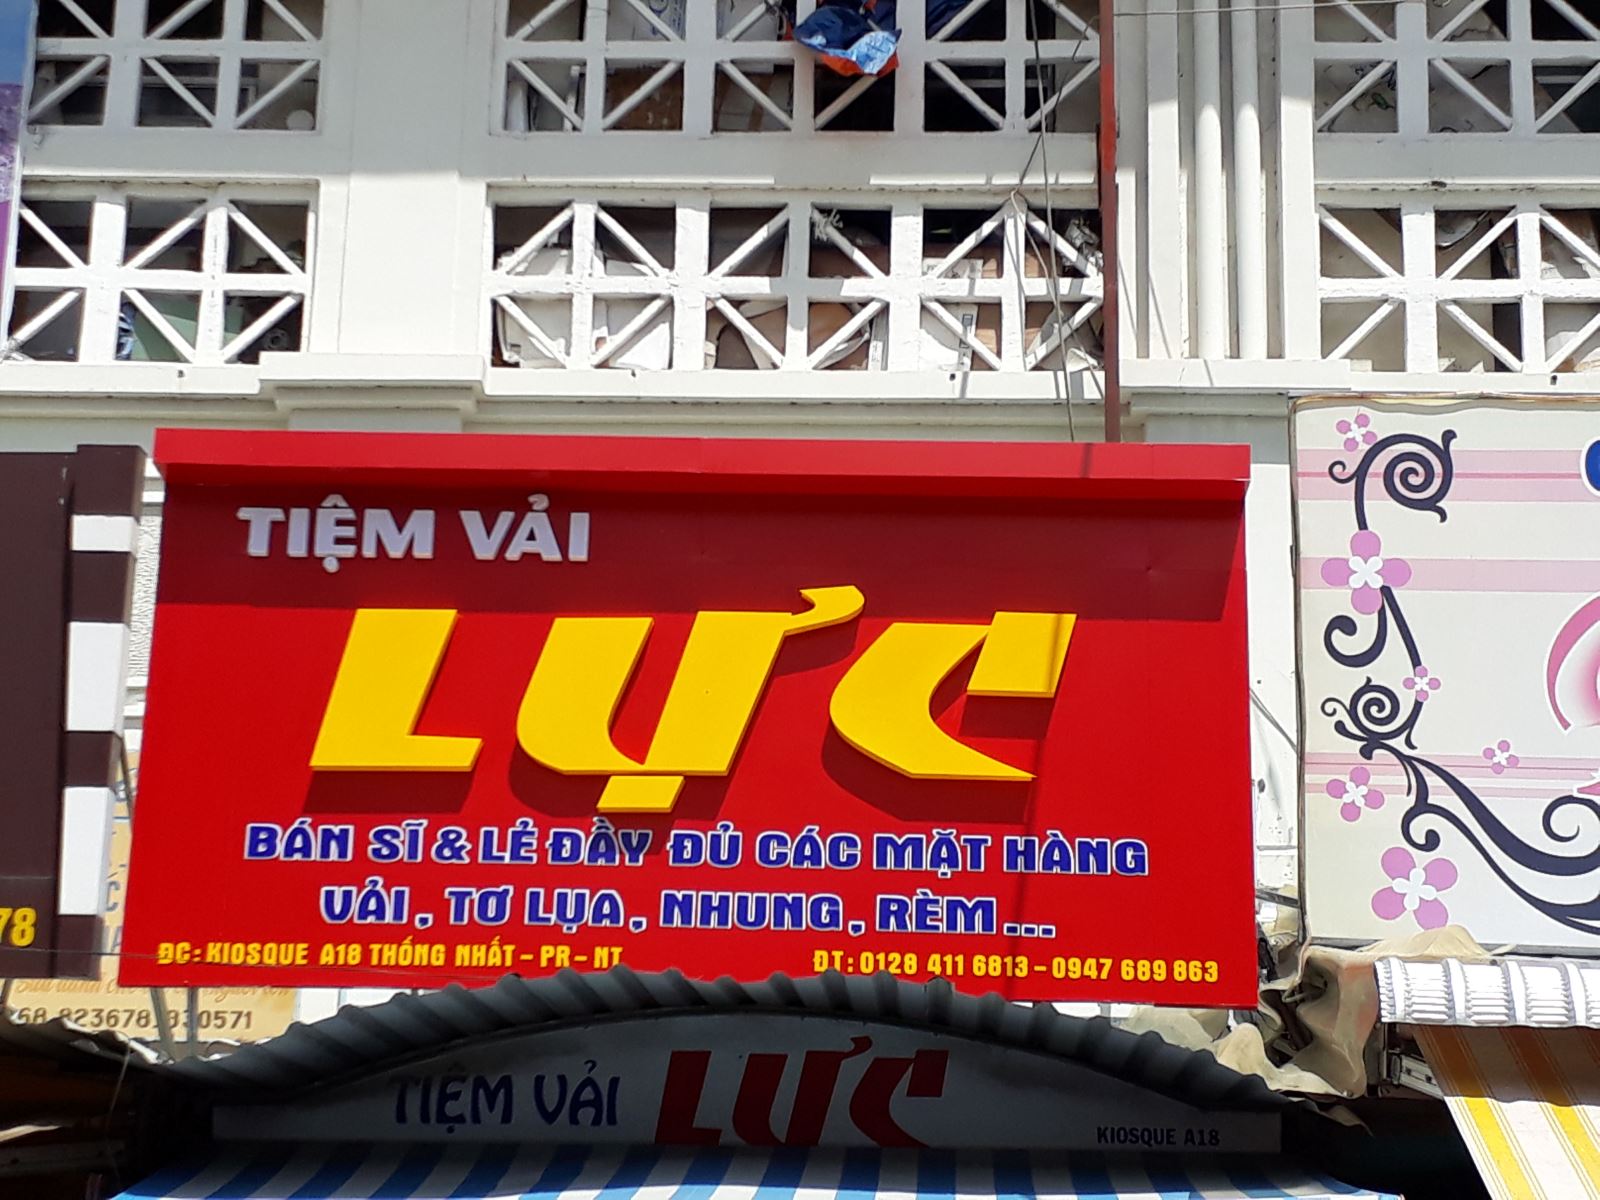 TIỆM VẢI
LỰC
BÁN SĨ & LẺ ĐẦY ĐỦ CÁC MẶT HÀNG
VẢI, TƠ LỤA, NHUNG, RÈM...
ĐC: KIOSQUE A18 THỐNG NHẤT - PR - NT
ĐT: 0128 411 6813 - 0947 689 863
78
TIỆM VẢI LỰC
KIOSQUE A18